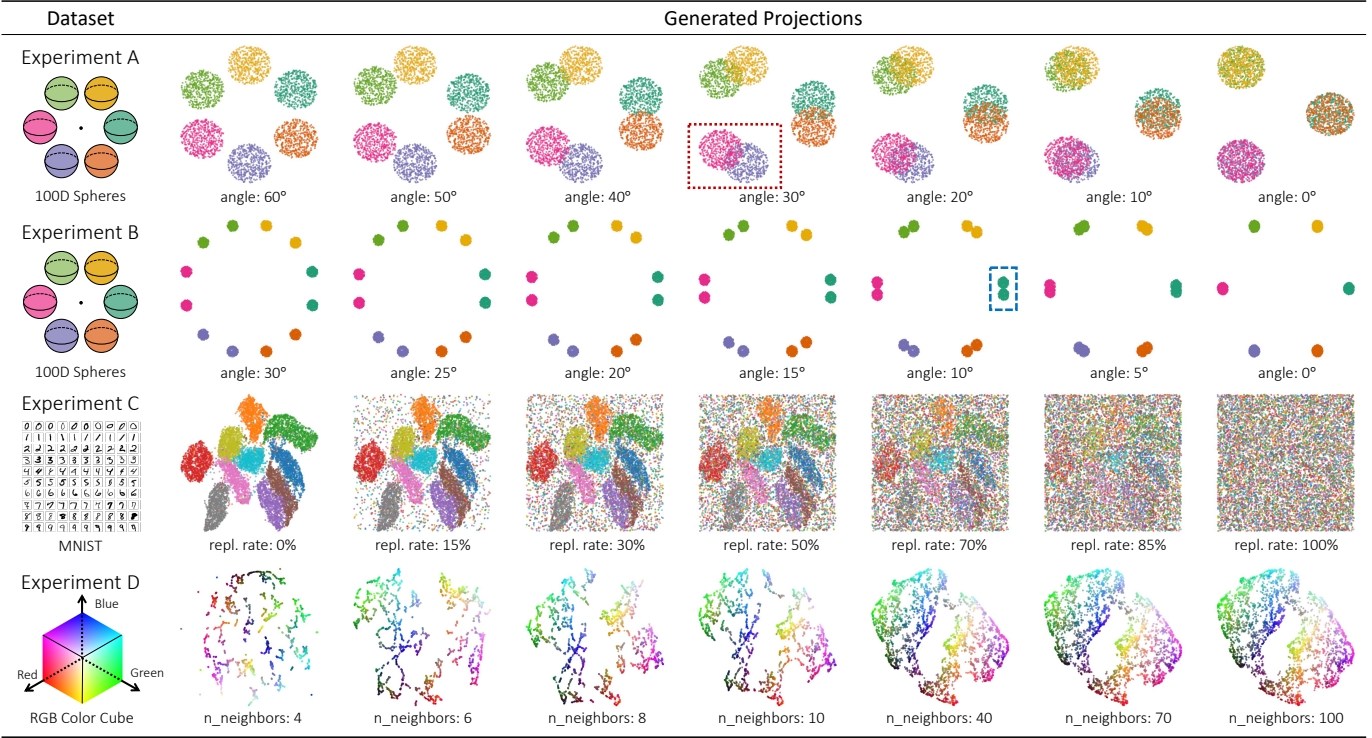 Dataset
Generated Projections
Experiment A
100D Spheres
angle: 60°
angle: 50°
angle: 40°
angle: 30°
angle: 20°
angle: 10°
angle: 0°
Experiment B
100D Spheres
angle: 30°
angle: 25°
angle: 20°
angle: 15°
angle: 10°
angle: 5°
angle: 0°
Experiment C
MNIST
repl. rate: 0%
repl. rate: 15%
repl. rate: 30%
repl. rate: 50%
repl. rate: 70%
repl. rate: 85%
repl. rate: 100%
Experiment D
Blue
Red
Green
RGB Color Cube
n_neighbors: 4
n_neighbors: 6
n_neighbors: 8
n_neighbors: 10
n_neighbors: 40
n_neighbors: 70
n_neighbors: 100